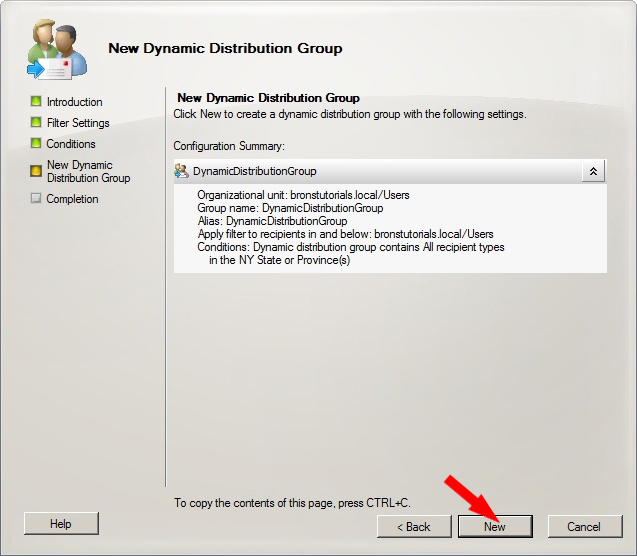 New Dynamic Distribution Group
Introduction
Filter Settings
Conditions
New Dynamic
Distribution Group
Completion
New Dynamic Distribution Group
Click New to create a dynamic distribution group with the following settings.
Configuration Summary:
DynamicDistributionGroup
Organizational unit: bronstutorials.local/Users
Group name: DynamicDistributionGroup
Alias: DynamicDistributionGroup
Apply filter to recipients in and below: bronstutorials.local/Users
Conditions: Dynamic distribution group contains All recipient types
in the NY State or Province(s)
To copy the contents of this page, press CTRL+C.
Help
< Back
New
Cancel